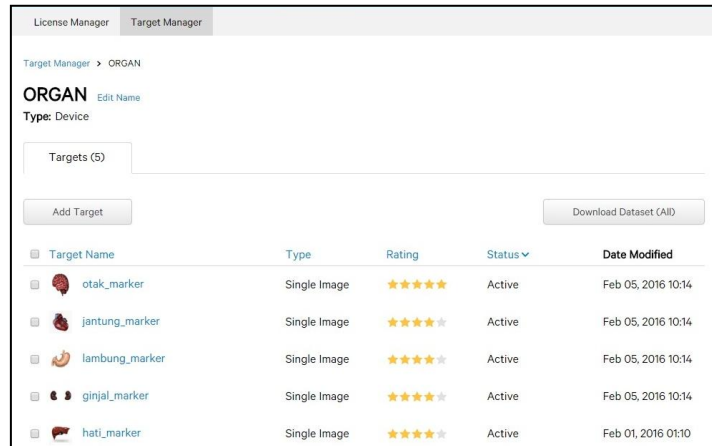 License Manager Target Manager
Target Manager > ORGAN
ORGAN Edit Name
Type: Device
Targets (5)
Add Target Download Dataset (All)
Target Name Type Rating Status Date Modified
otak_marker Single Image Active Feb 05, 2016 10:14
jantung_marker Single Image Active Feb 05, 2016 10:14
lambung_marker Single Image Active Feb 05, 2016 10:14
ginjal_marker Single Image Active Feb 05, 2016 10:14
hati_marker Single Image Active Feb 01, 2016 01:10